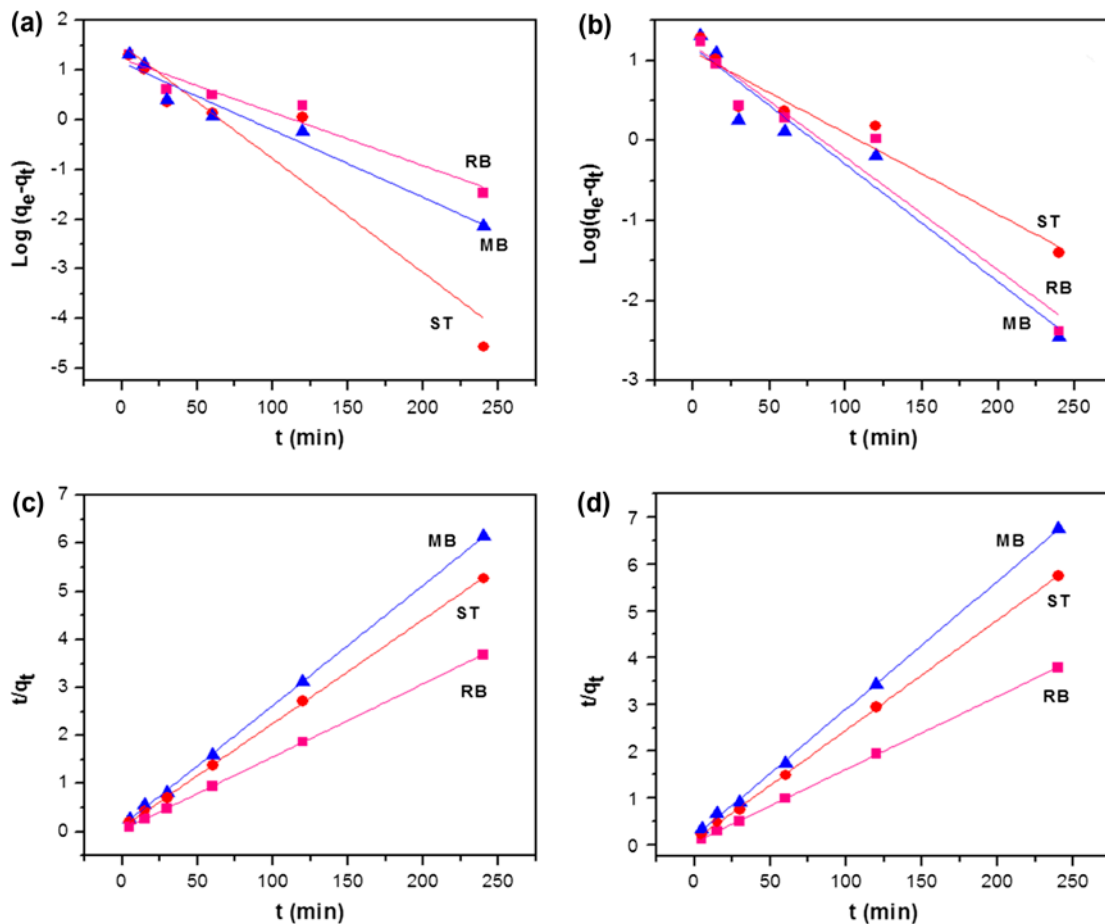 (a)
2
1
0
-1
-2
-3
-4
-5
Log (qe-qt)
RB
MB
ST
0 50 100 150 200 250
t (min)
(b)
1
0
-1
-2
-3
Log(qe-qt)
ST
RB
MB
0 50 100 150 200 250
t (min)
(c)
7
6
5
4
3
2
1
0
t/qt
MB
ST
RB
0 50 100 150 200 250
t (min)
(d)
7
6
5
4
3
2
1
0
t/qt
MB
ST
RB
0 50 100 150 200 250
t (min)